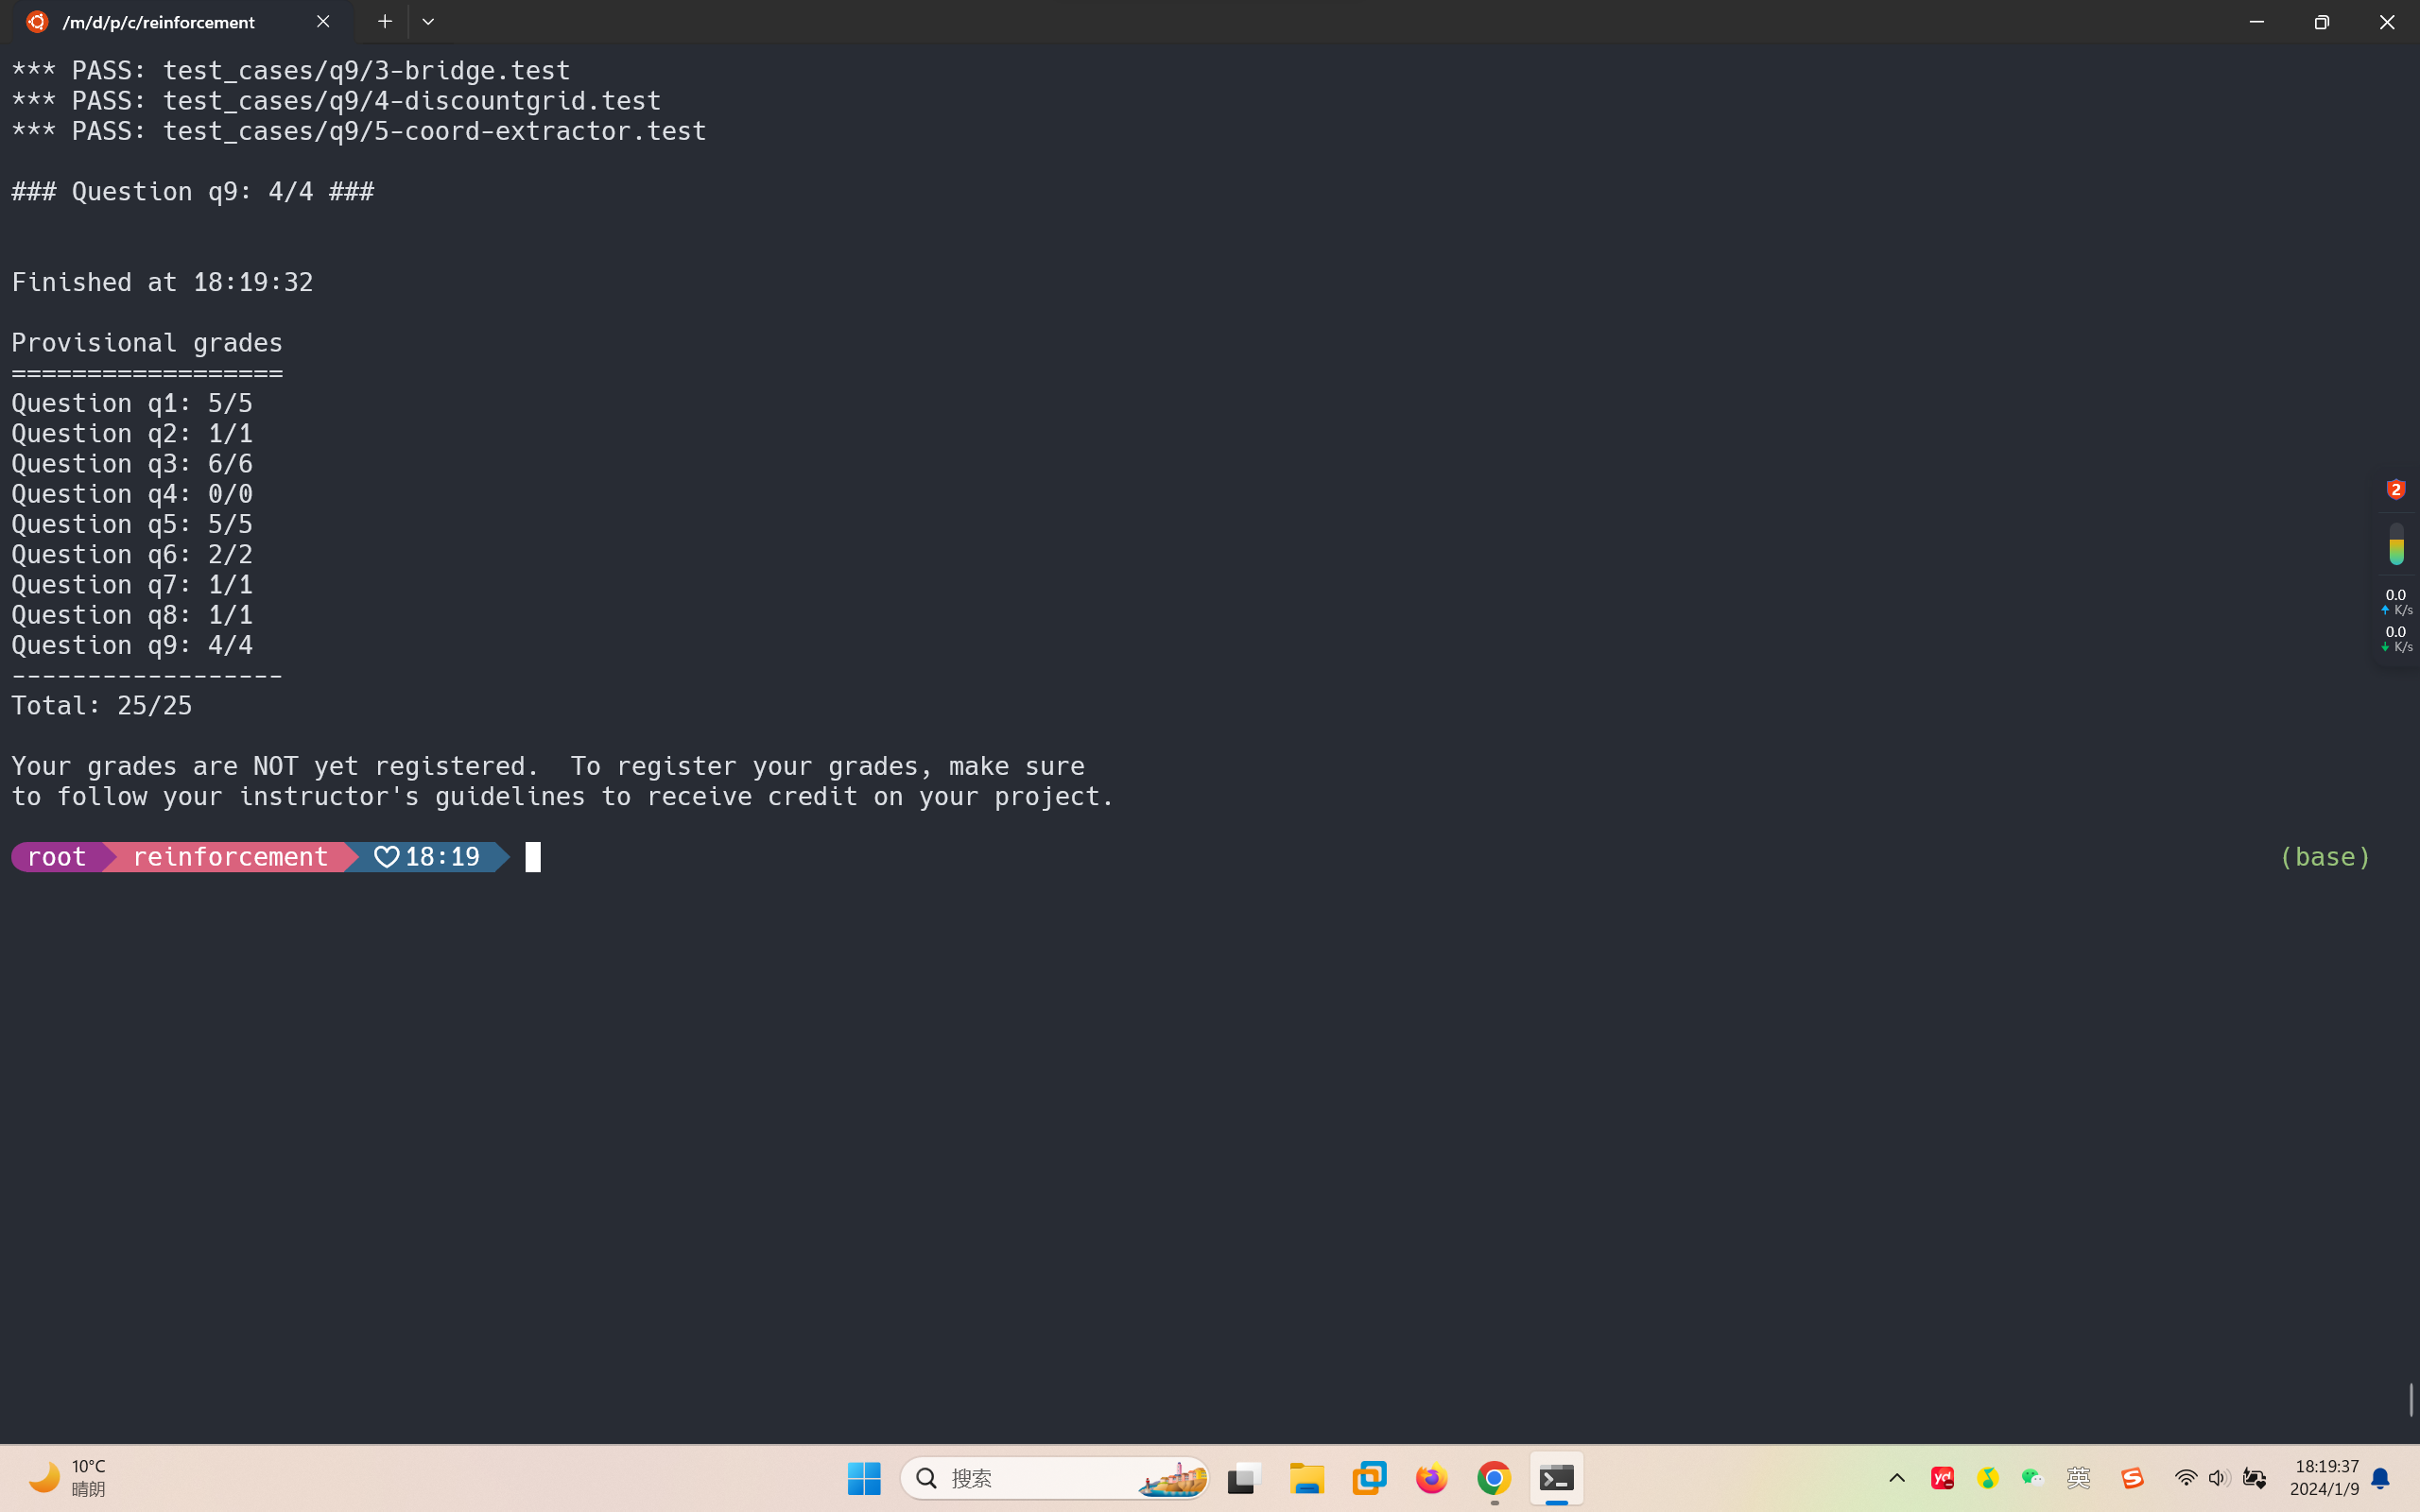 /m/d/p/c/reinforcement
*** PASS: test_cases/q9/3-bridge.test
*** PASS: test_cases/q9/4-discountgrid.test
*** PASS: test_cases/q9/5-coord-extractor.test
### Question q9: 4/4 ###
Finished at 18:19:32
Provisional grades
==================
Question q1: 5/5
Question q2: 1/1
Question q3: 6/6
Question q4: 0/0
Question q5: 5/5
Question q6: 2/2
Question q7: 1/1
Question q8: 1/1
Question q9: 4/4
------------------
Total: 25/25
Your grades are NOT yet registered.  To register your grades, make sure
to follow your instructor's guidelines to receive credit on your project.
root reinforcement ♡18:19 (base)
2
0.0
↑ K/s
0.0
↓ K/s
10°C
晴朗
搜索
yd
英
18:19:37
2024/1/9